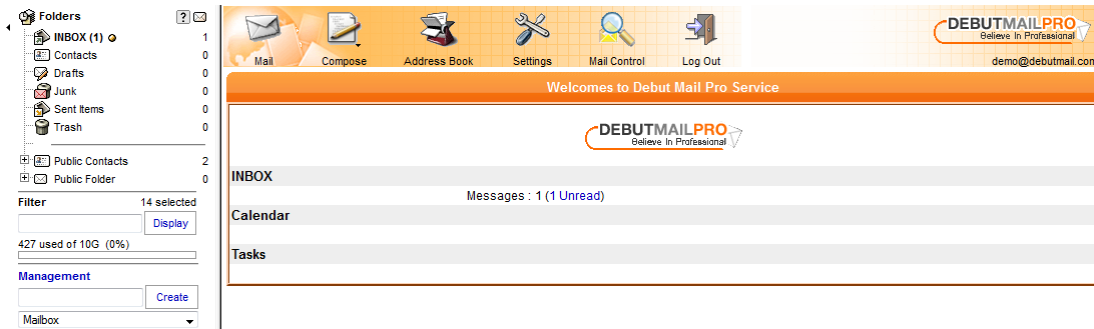 Folders
?
INBOX (1) 1
Contacts 0
Drafts 0
Junk 0
Sent Items 0
Trash 0
Public Contacts 2
Public Folder 0
Filter 14 selected
Display
427 used of 10G (0%)
Management
Create
Mailbox
Mail Compose Address Book Settings Mail Control Log Out
DEBUTMAILPRO
Believe In Professional
demo@debutmail.com
Welcomes to Debut Mail Pro Service
DEBUTMAILPRO
Believe In Professional
INBOX
Messages : 1 (1 Unread)
Calendar
Tasks